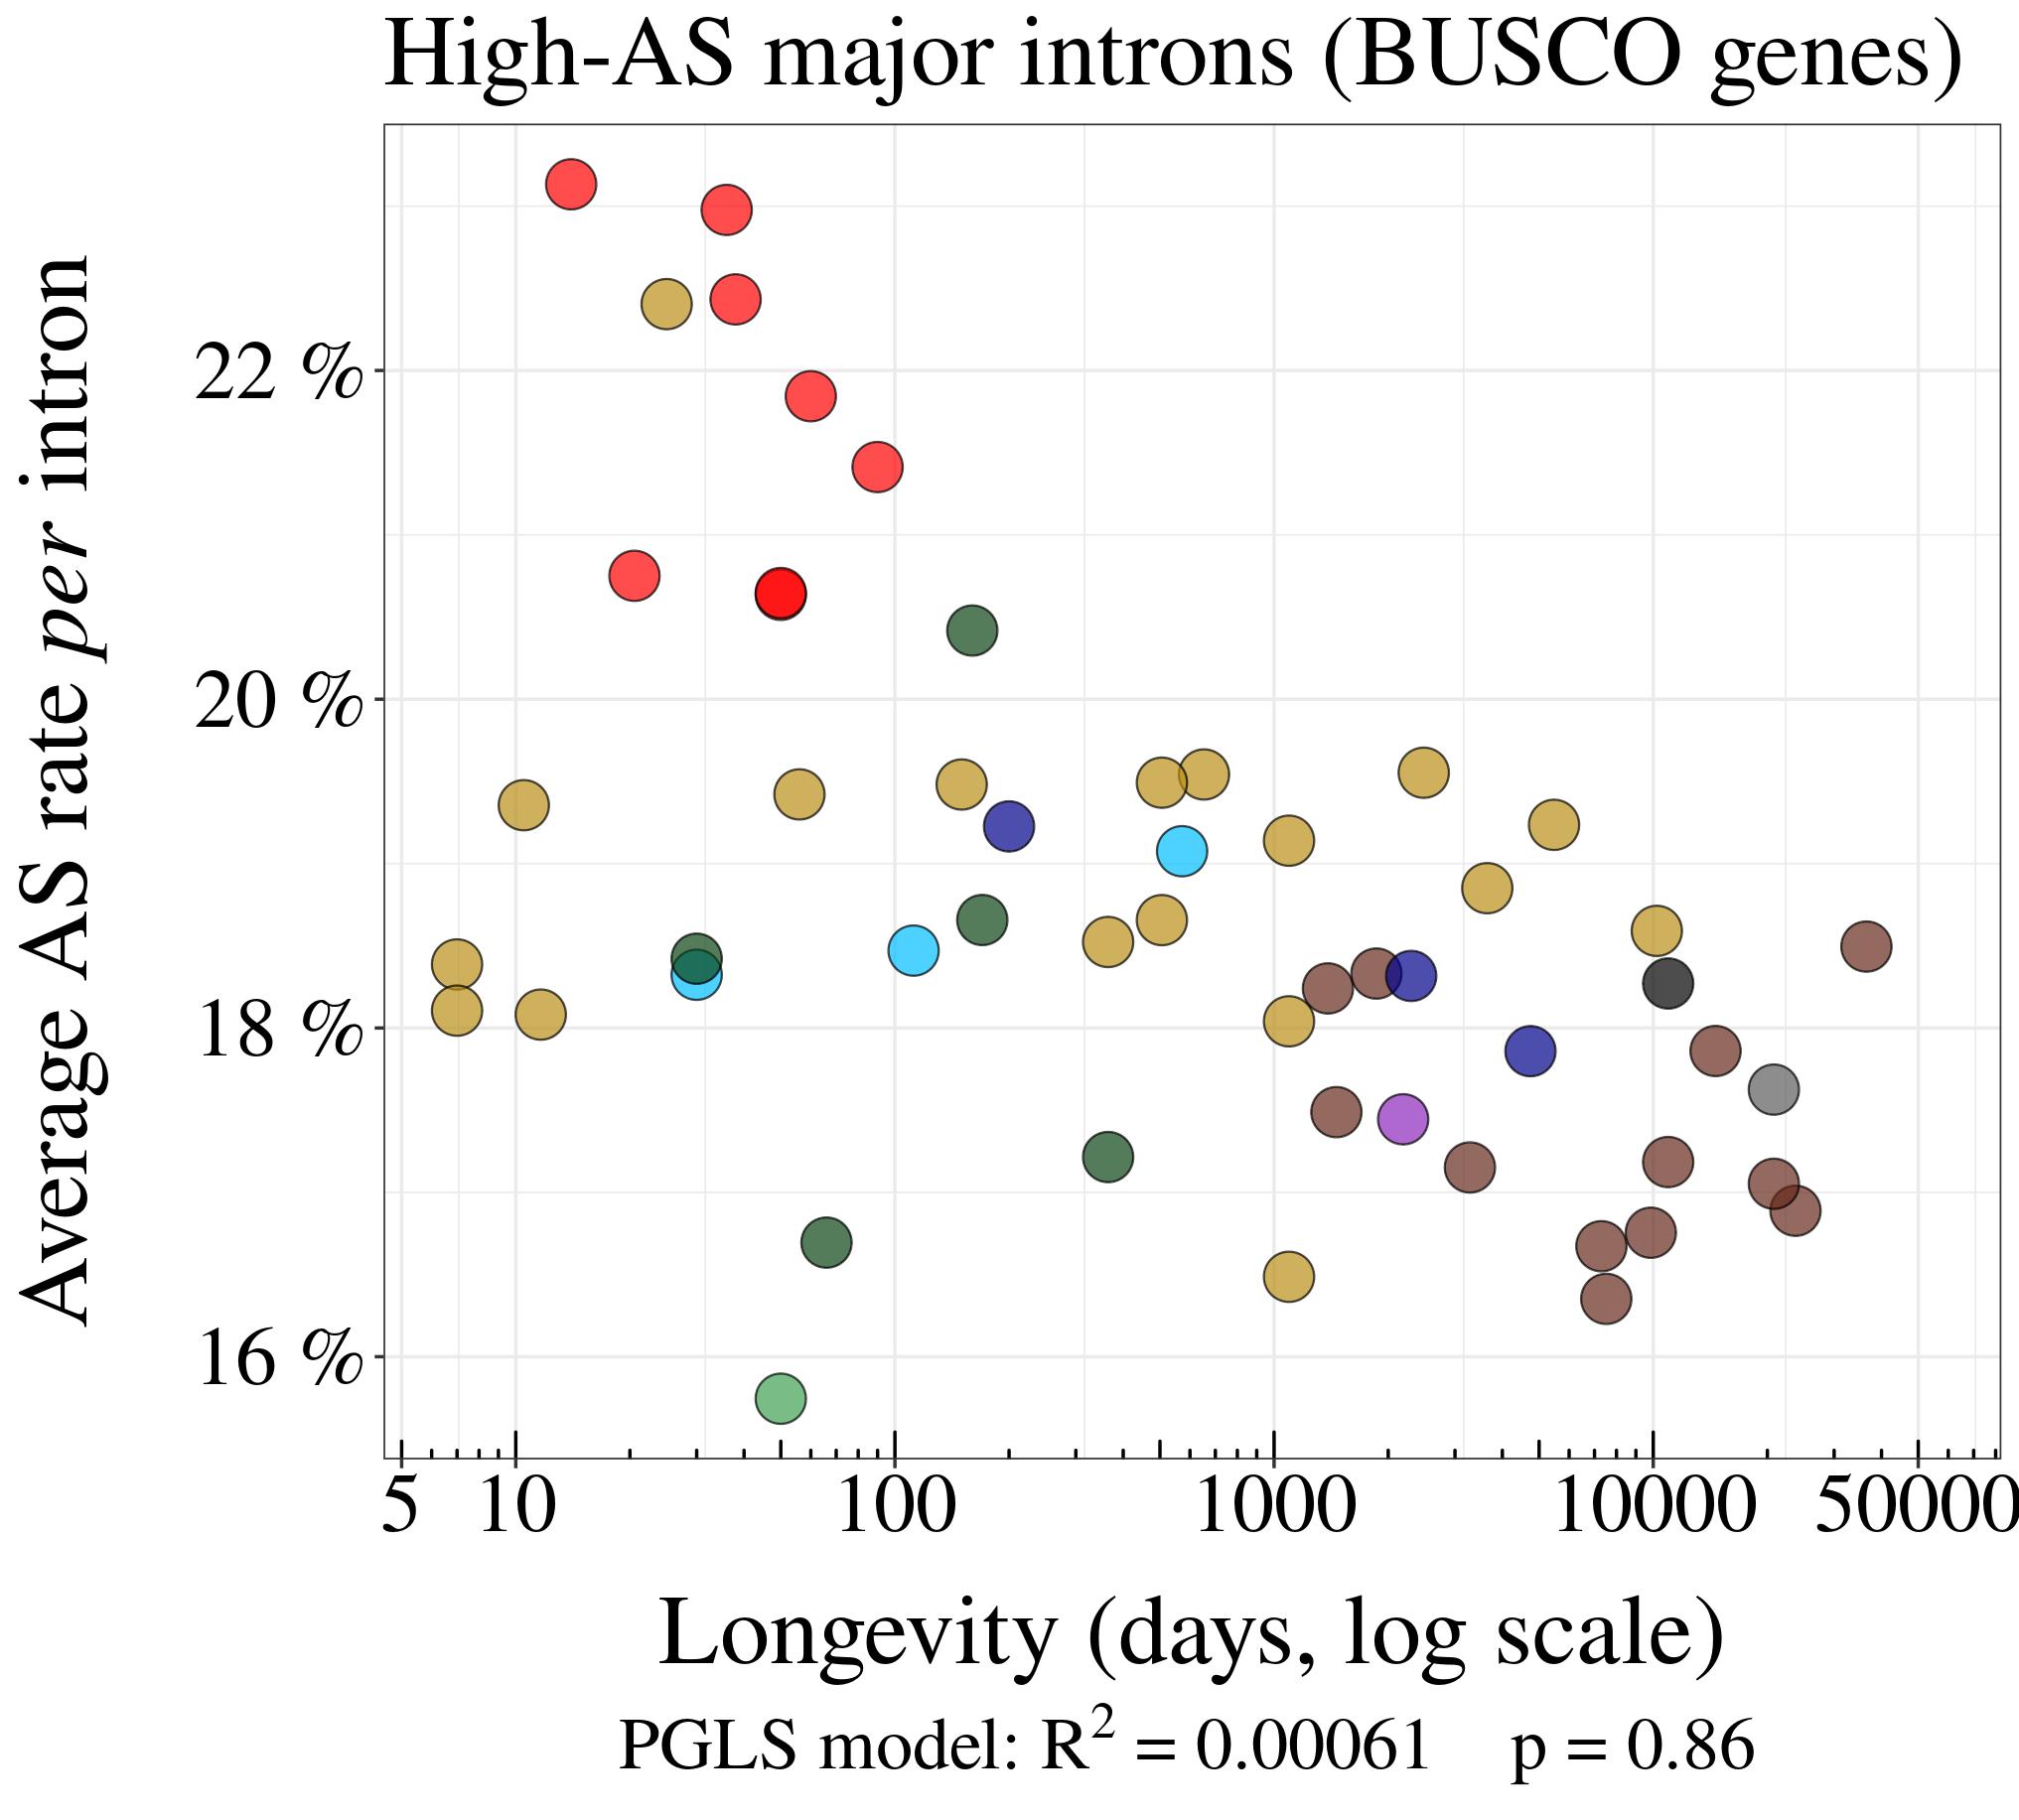 High-AS major introns (BUSCO genes)
Average AS rate per intron
22 %
20 %
18 %
16 %
5 10 100 1000 10000 50000
Longevity (days, log scale)
PGLS model: R² = 0.00061 p = 0.86